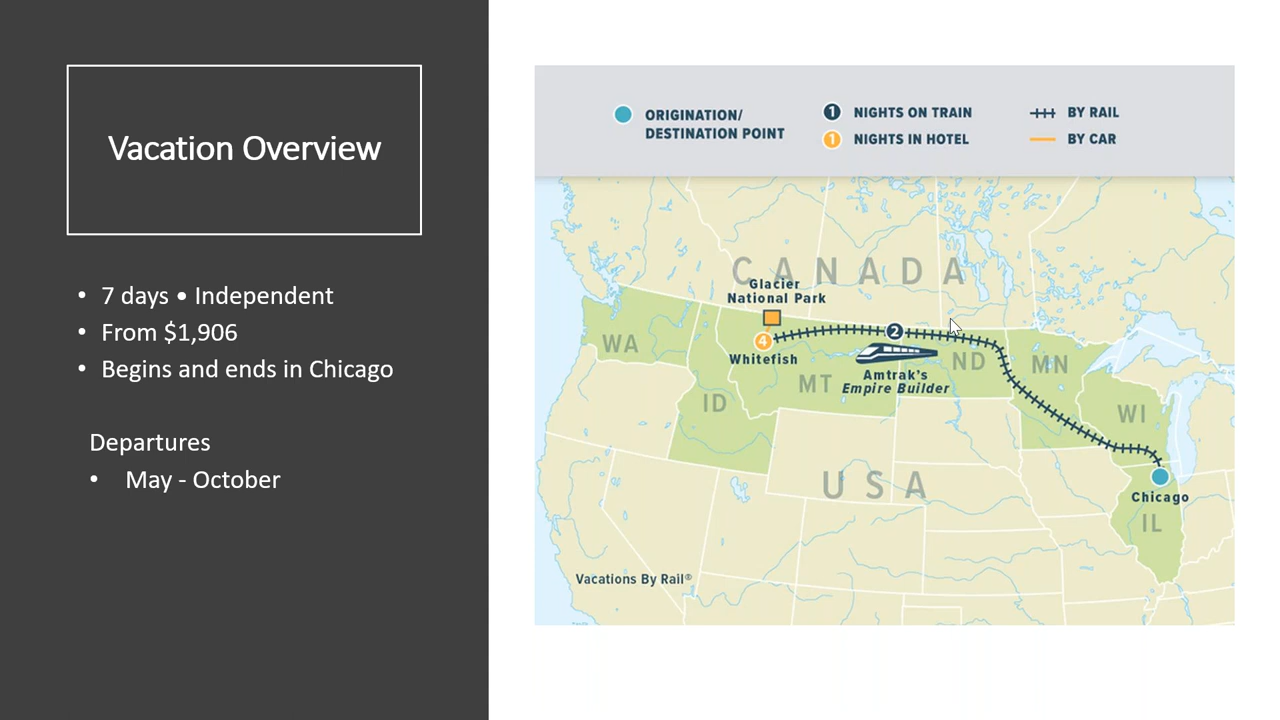 Vacation Overview
• 7 days • Independent
• From $1,906
• Begins and ends in Chicago
Departures
• May - October
ORIGINATION/
DESTINATION POINT
1 NIGHTS ON TRAIN
1 NIGHTS IN HOTEL
BY RAIL
BY CAR
CANADA
Glacier
National Park
WA
4
Whitefish
2
Amtrak's
Empire Builder
MT
ND
MN
ID
WI
USA
Chicago
IL
Vacations By Rail®